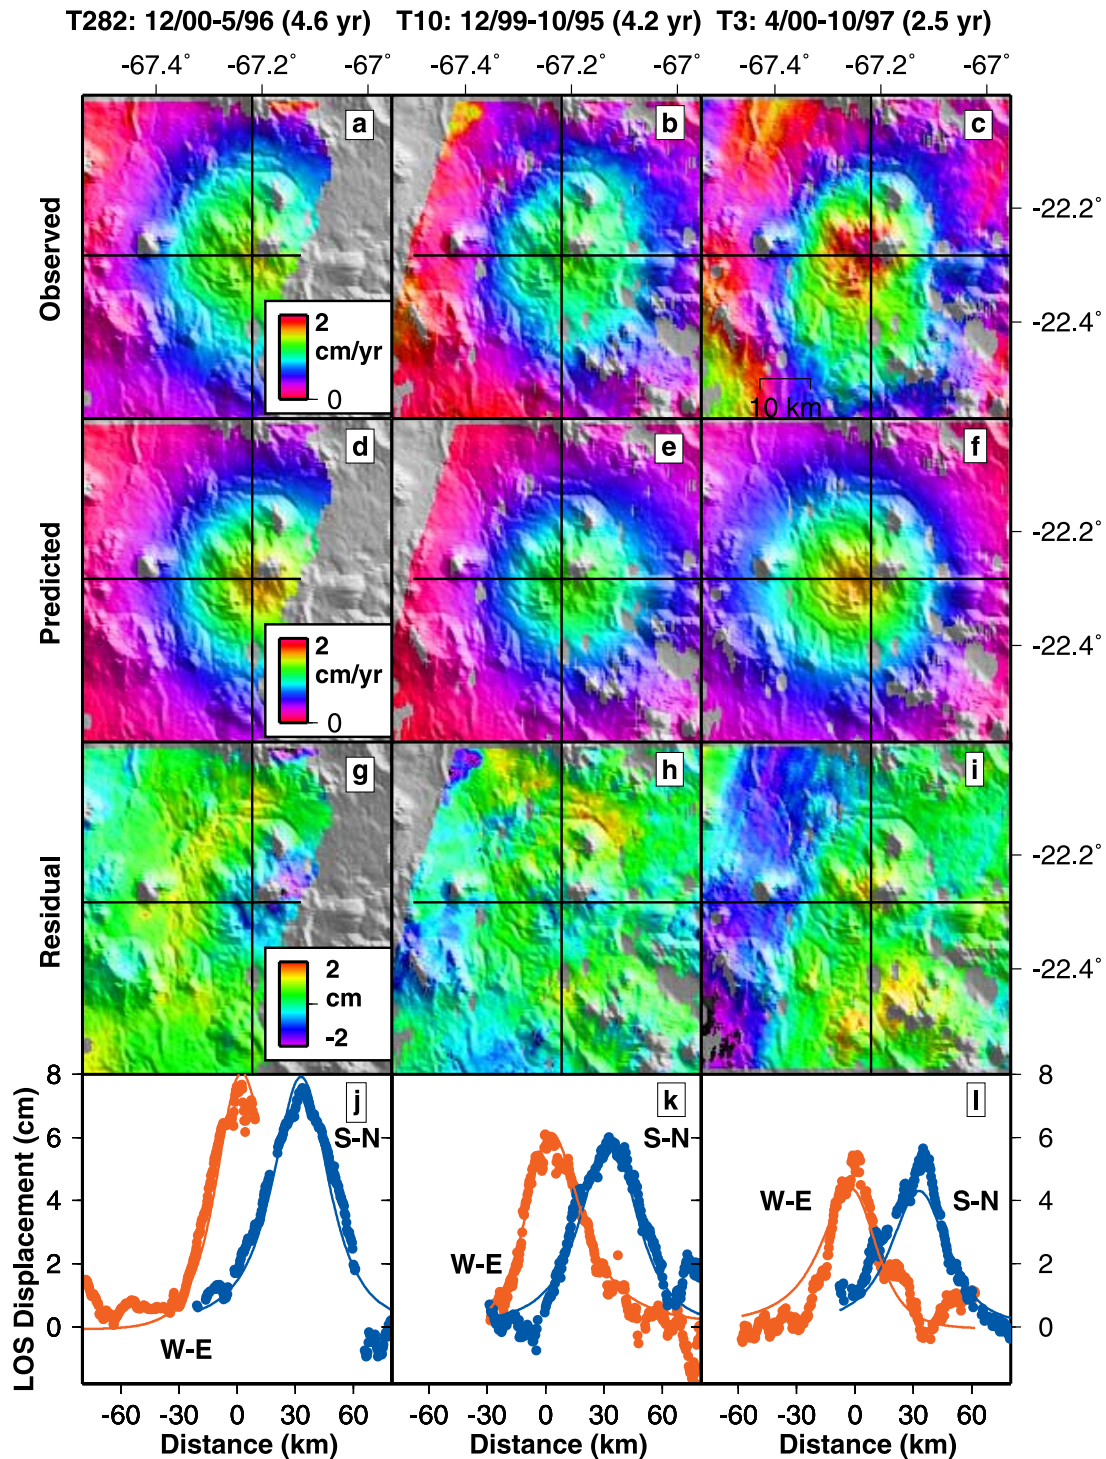 T282: 12/00-5/96 (4.6 yr) T10: 12/99-10/95 (4.2 yr) T3: 4/00-10/97 (2.5 yr)
-67.4° -67.2° -67° -67.4° -67.2° -67° -67.4° -67.2° -67°
a b c
Observed
-22.2°
-22.4°
2
cm/yr
0
10 km
d e f
Predicted
-22.2°
-22.4°
2
cm/yr
0
g h i
Residual
-22.2°
-22.4°
2
cm
-2
j k l
LOS Displacement (cm)
8 8
6 6
4 4
2 2
0 0
S-N S-N
W-E S-N
W-E
W-E
-60 -30 0 30 60 -60 -30 0 30 60 -60 -30 0 30 60
Distance (km) Distance (km) Distance (km)